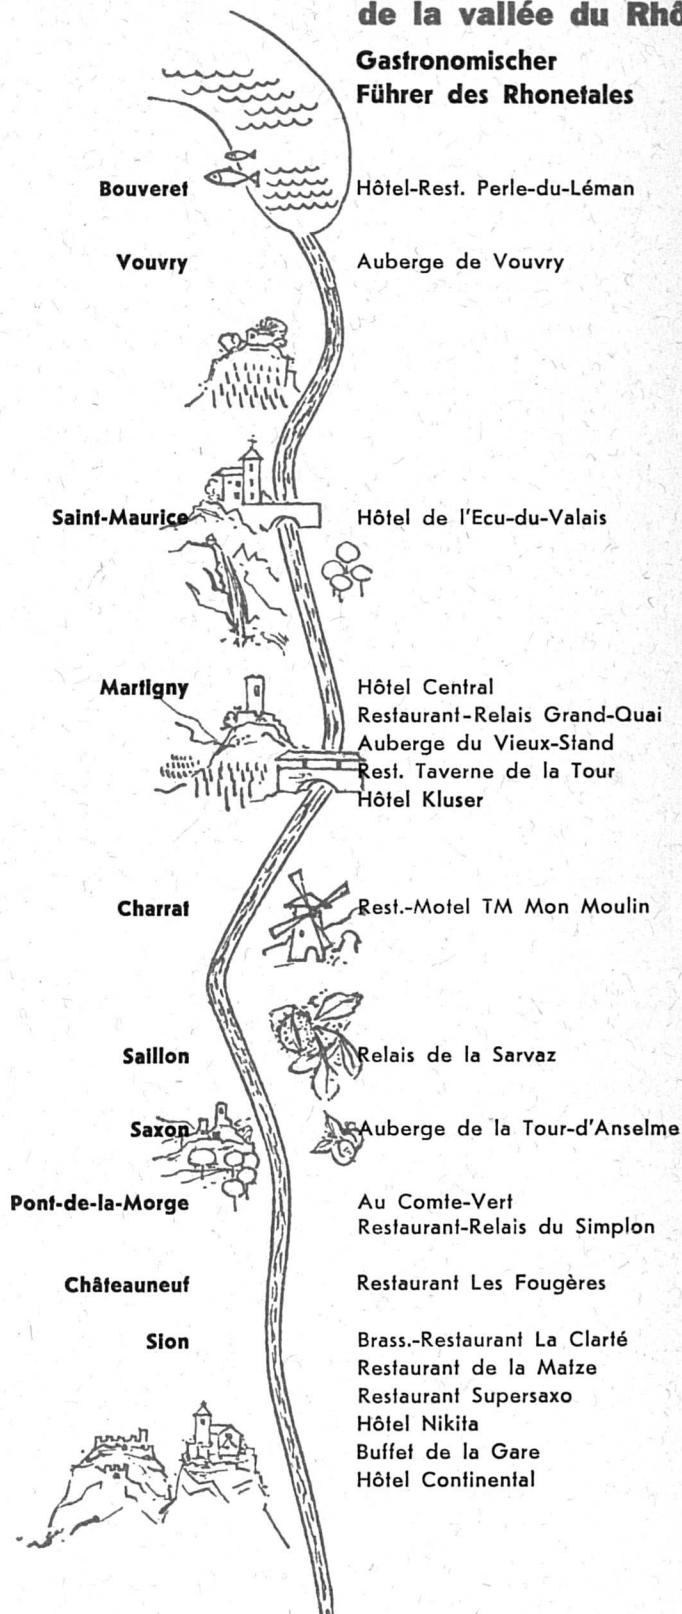 de la vallée du Rhô
Gastronomischer
Führer des Rhonetales
Bouveret Hôtel-Rest. Perle-du-Léman
Vouvry Auberge de Vouvry
Saint-Maurice Hôtel de l'Ecu-du-Valais
Martigny Hôtel Central
Restaurant-Relais Grand-Quai
Auberge du Vieux-Stand
Rest. Taverne de la Tour
Hôtel Kluser
Charrat Rest.-Motel TM Mon Moulin
Saillon Relais de la Sarvaz
Saxon Auberge de la Tour-d'Anselme
Pont-de-la-Morge Au Comte-Vert
Restaurant-Relais du Simplon
Châteauneuf Restaurant Les Fougères
Sion Brass.-Restaurant La Clarté
Restaurant de la Matze
Restaurant Supersaxo
Hôtel Nikita
Buffet de la Gare
Hôtel Continental